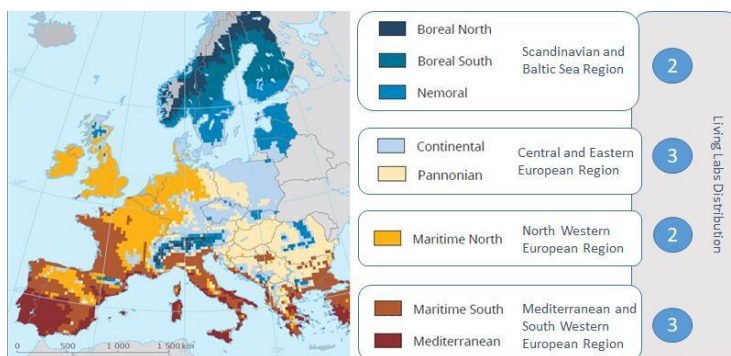 Boreal North
Boreal South
Nemoral
Scandinavian and
Baltic Sea Region
2
Continental
Pannonian
Central and Eastern
European Region
3
Maritime North
North Western
European Region
2
Maritime South
Mediterranean
Mediterranean and
South Western
European Region
3
Living Labs Distribution
0 500 1 000 1 500 km